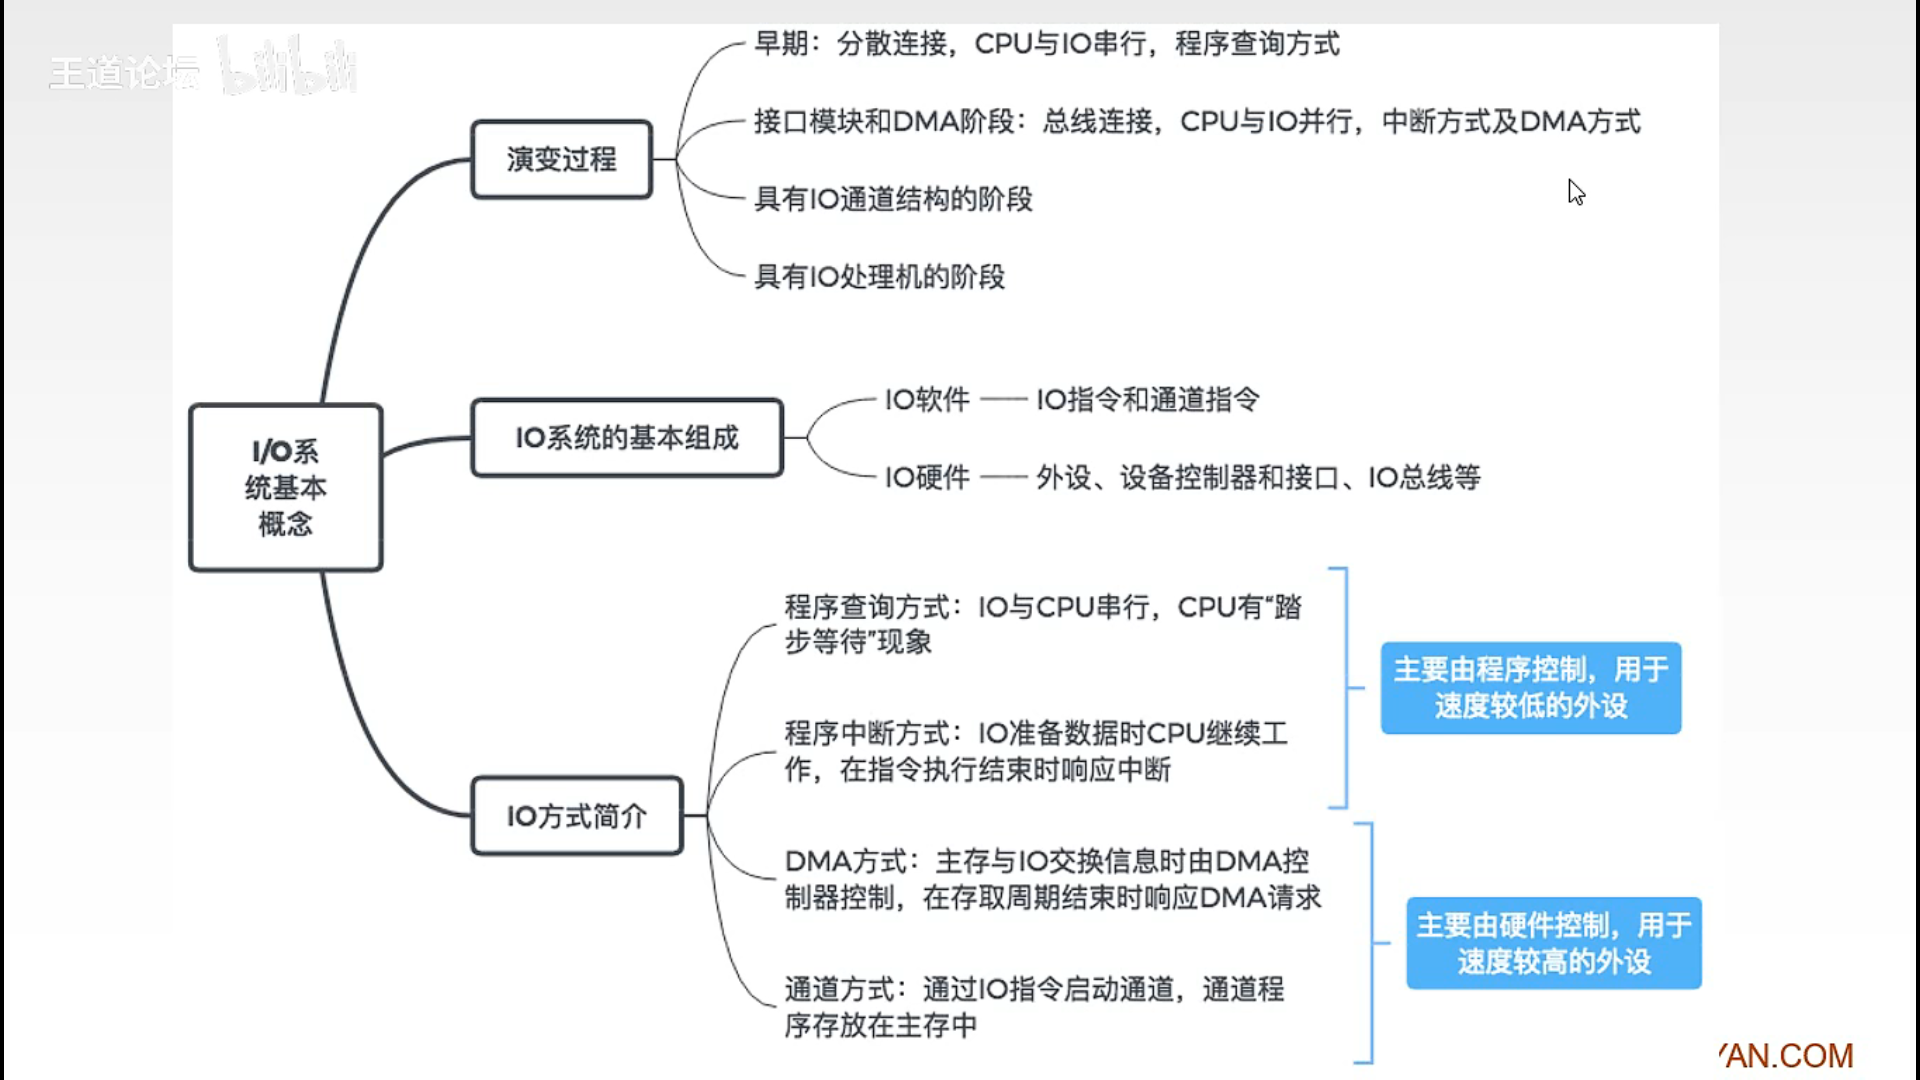 王道论坛 bilibili
早期：分散连接，CPU与IO串行，程序查询方式
接口模块和DMA阶段：总线连接，CPU与IO并行，中断方式及DMA方式
演变过程
具有IO通道结构的阶段
具有IO处理机的阶段
IO软件 —— IO指令和通道指令
IO系统的基本组成
IO硬件 —— 外设、设备控制器和接口、IO总线等
I/O系
统基本
概念
程序查询方式：IO与CPU串行，CPU有“踏
步等待”现象
程序中断方式：IO准备数据时CPU继续工
作，在指令执行结束时响应中断
主要由程序控制，用于
速度较低的外设
IO方式简介
DMA方式：主存与IO交换信息时由DMA控
制器控制，在存取周期结束时响应DMA请求
通道方式：通过IO指令启动通道，通道程
序存放在主存中
主要由硬件控制，用于
速度较高的外设
YAN.COM